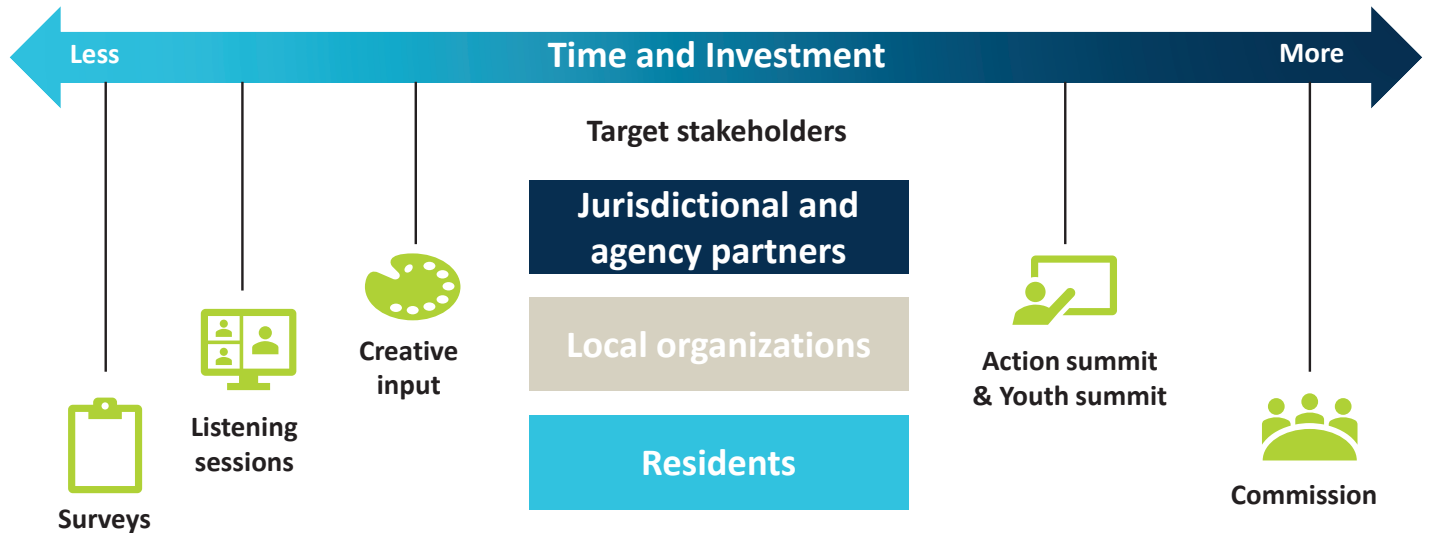 Less
Time and Investment
More
Target stakeholders
Jurisdictional and
agency partners
Local organizations
Residents
Surveys
Listening
sessions
Creative
input
Action summit
& Youth summit
Commission